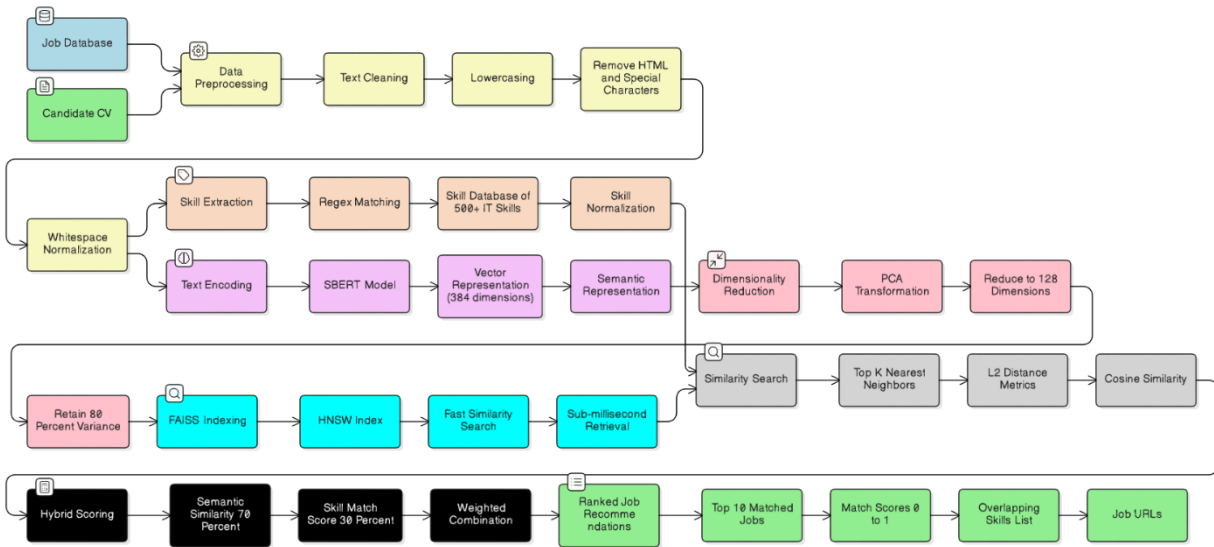 Job Database
Candidate CV
Data
Preprocessing
Text Cleaning
Lowercasing
Remove HTML
and Special
Characters
Whitespace
Normalization
Skill Extraction
Regex Matching
Skill Database of
500+ IT Skills
Skill
Normalization
Text Encoding
SBERT Model
Vector
Representation
(384 dimensions)
Semantic
Representation
Dimensionality
Reduction
PCA
Transformation
Reduce to 128
Dimensions
Retain 80
Percent Variance
FAISS Indexing
HNSW Index
Fast Similarity
Search
Sub-millisecond
Retrieval
Similarity Search
Top K Nearest
Neighbors
L2 Distance
Metrics
Cosine Similarity
Hybrid Scoring
Semantic
Similarity 70
Percent
Skill Match
Score 30 Percent
Weighted
Combination
Ranked Job
Recomme
ndations
Top 10 Matched
Jobs
Match Scores 0
to 1
Overlapping
Skills List
Job URLs